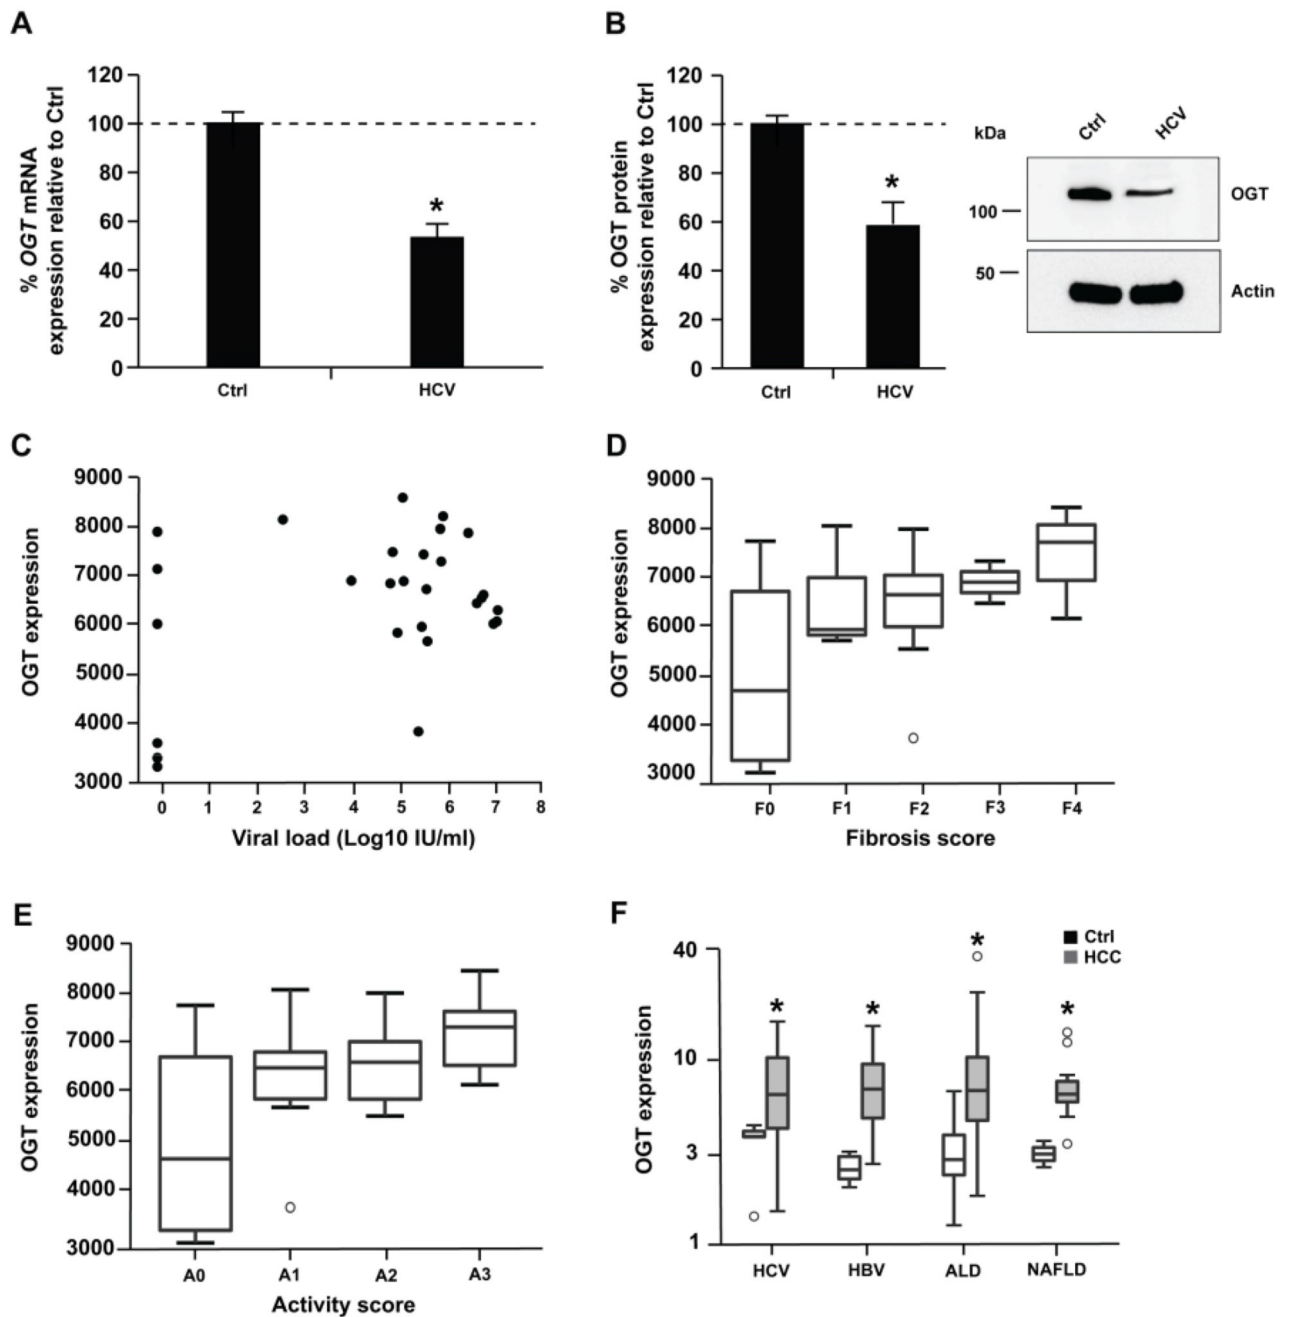 A
% OGT mRNA
expression relative to Ctrl
120
100
80
60
40
20
0
*
Ctrl
HCV
B
% OGT protein
expression relative to Ctrl
120
100
80
60
40
20
0
*
Ctrl
HCV
kDa
Ctrl
HCV
100
OGT
50
Actin
C
OGT expression
9000
8000
7000
6000
5000
4000
3000
0 1 2 3 4 5 6 7 8
Viral load (Log10 IU/ml)
D
OGT expression
9000
8000
7000
6000
5000
4000
3000
F0 F1 F2 F3 F4
Fibrosis score
E
OGT expression
9000
8000
7000
6000
5000
4000
3000
A0 A1 A2 A3
Activity score
F
OGT expression
40
10
3
1
Ctrl
HCC
* * * *
HCV HBV ALD NAFLD